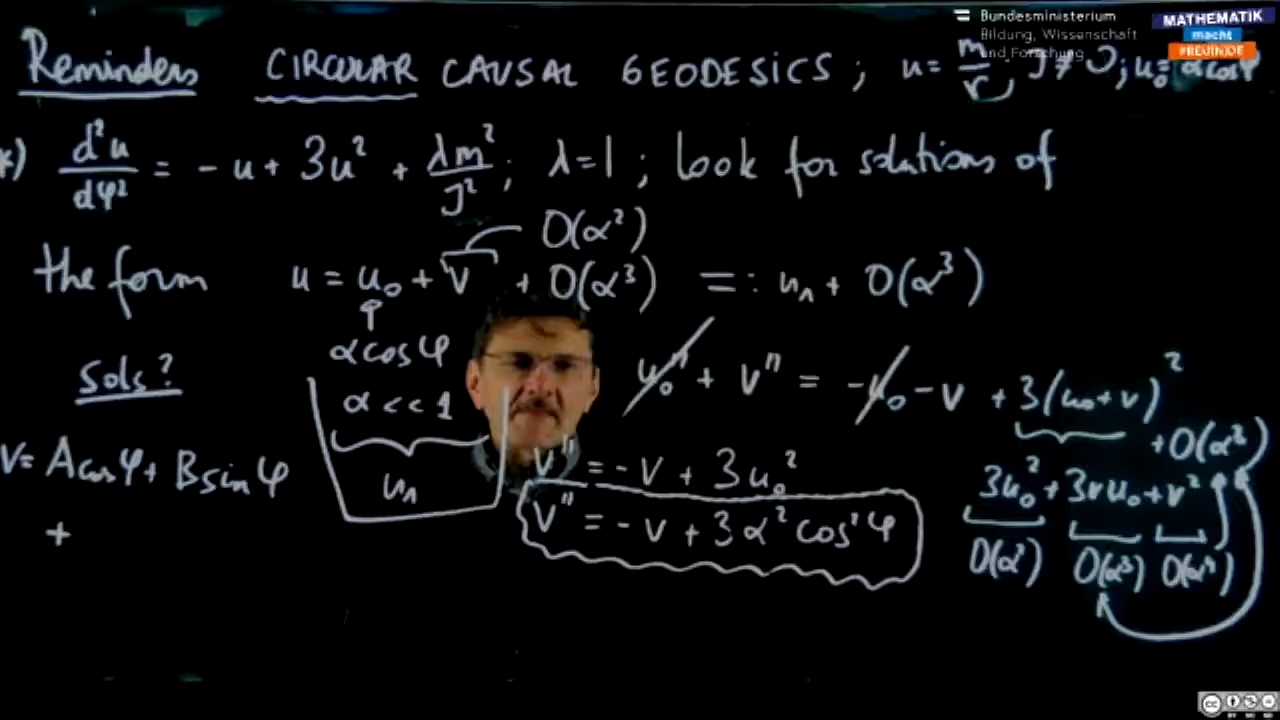 Bundesministerium
Bildung, Wissenschaft
und Forschung
MATHEMATIK
macht
#FREU(N)DE
Reminders CIRCULAR CAUSAL GEODESICS ; u = m/r , J ≠ 0 ; u₀ = α cos φ
*) d²u/dφ² = - u + 3u² + λm²/J² ; λ=1 ; look for solutions of
O(α²)
the form u = u₀ + v + O(α³) =: u₁ + O(α³)
α cos φ
α << 1
u₁
u₀'' + v'' = - u₀ - v + 3(u₀ + v)²
+ O(α³)
sols?
v = A cos φ + B sin φ
+
v'' = - v + 3u₀²
v'' = - v + 3α² cos² φ
3u₀² + 3vu₀ + v²
O(α²) O(α³) O(α⁴)
cc